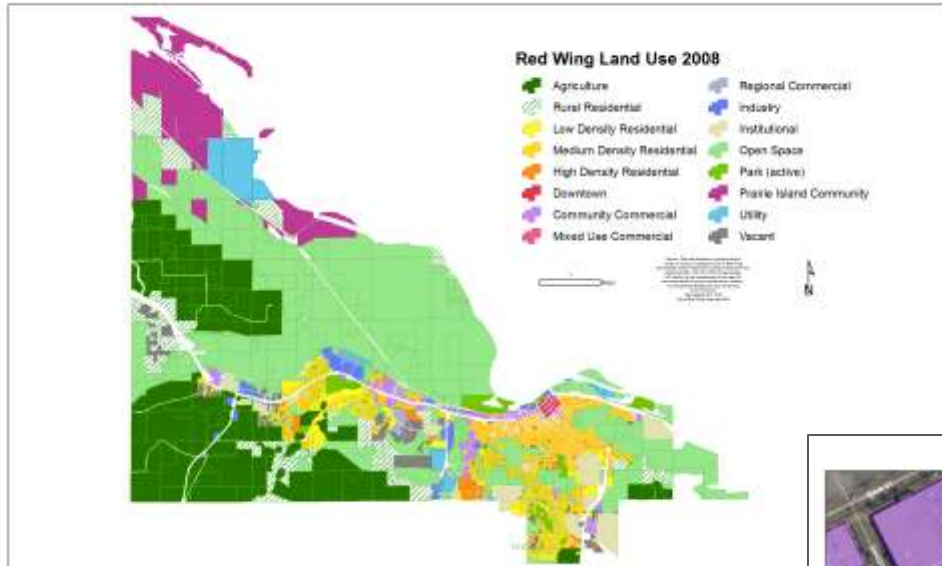 Red Wing Land Use 2008
Agriculture
Rural Residential
Low Density Residential
Medium Density Residential
High Density Residential
Downtown
Community Commercial
Mixed Use Commercial
Regional Commercial
Industry
Institutional
Open Space
Park (active)
Prairie Island Community
Utility
Vacant
N